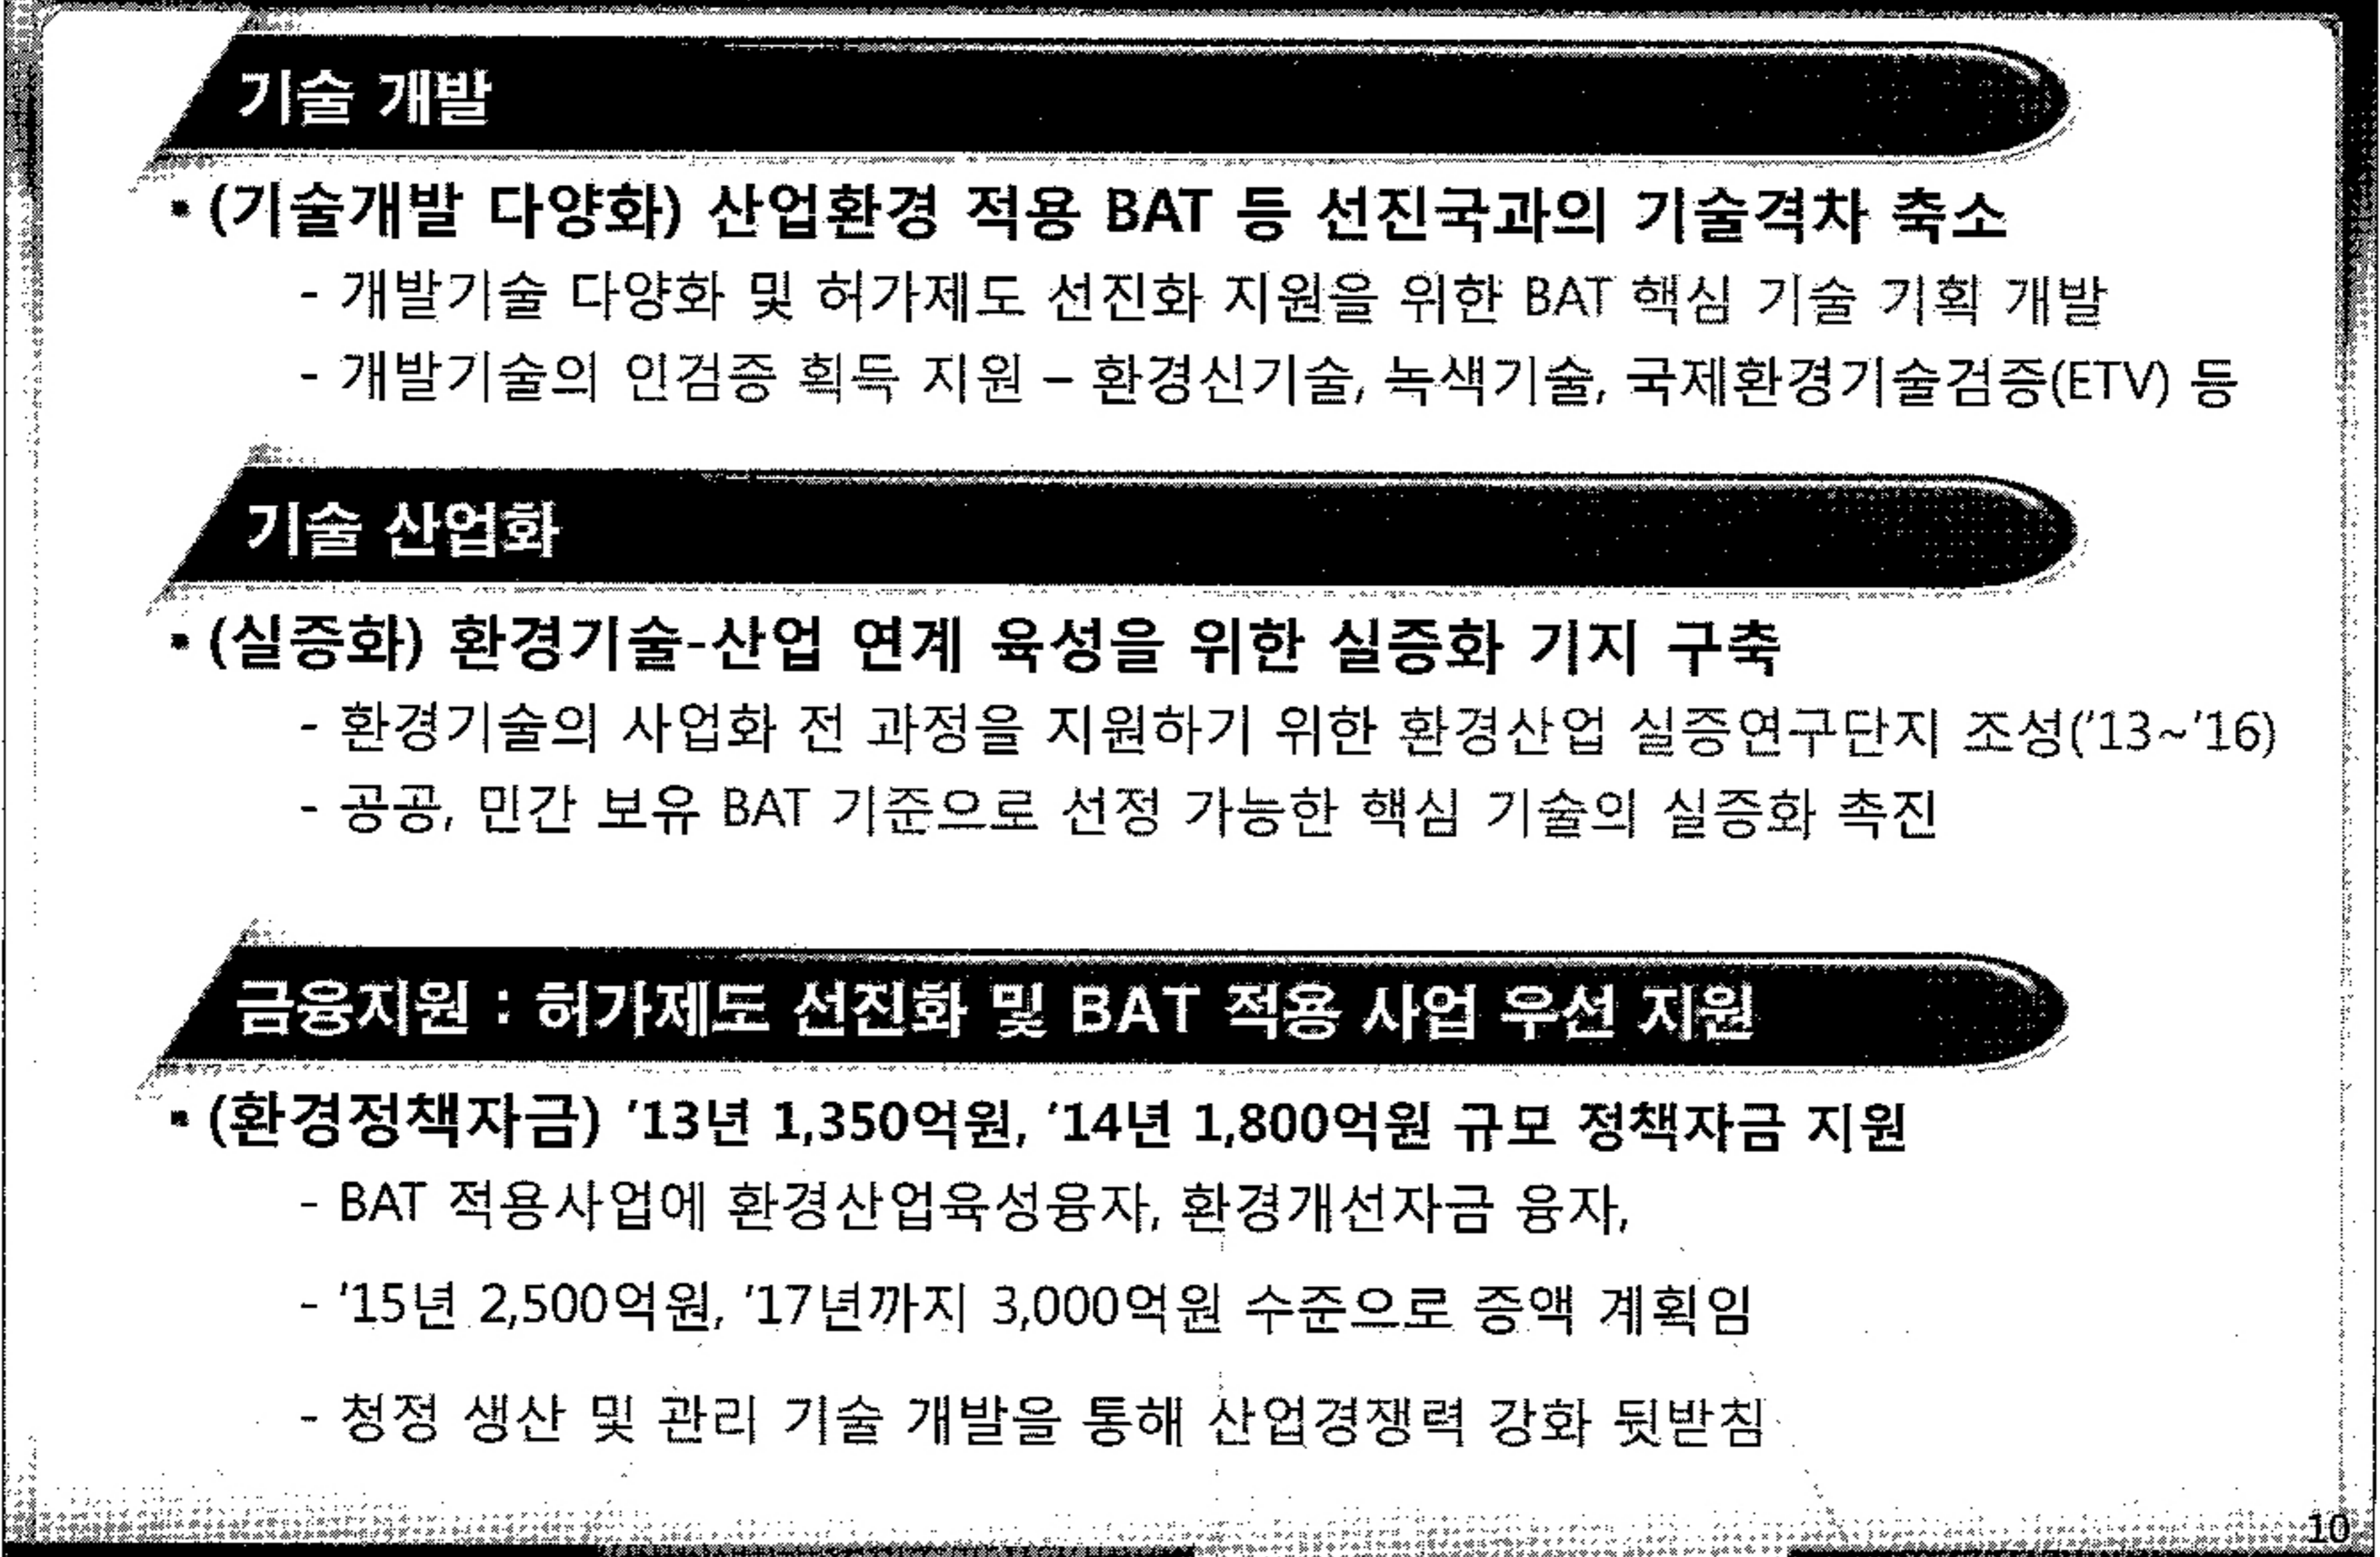 기술 개발
▪ (기술개발 다양화) 산업환경 적용 BAT 등 선진국과의 기술격차 축소
- 개발기술 다양화 및 허가제도 선진화 지원을 위한 BAT 핵심 기술 기획 개발
- 개발기술의 인검증 획득 지원 – 환경신기술, 녹색기술, 국제환경기술검증(ETV) 등
기술 산업화
▪ (실증화) 환경기술-산업 연계 육성을 위한 실증화 기지 구축
- 환경기술의 사업화 전 과정을 지원하기 위한 환경산업 실증연구단지 조성('13~'16)
- 공공, 민간 보유 BAT 기준으로 선정 가능한 핵심 기술의 실증화 촉진
금융지원 : 허가제도 선진화 및 BAT 적용 사업 우선 지원
▪ (환경정책자금) '13년 1,350억원, '14년 1,800억원 규모 정책자금 지원
- BAT 적용사업에 환경산업육성융자, 환경개선자금 융자,
- '15년 2,500억원, '17년까지 3,000억원 수준으로 증액 계획임
- 청정 생산 및 관리 기술 개발을 통해 산업경쟁력 강화 뒷받침
10